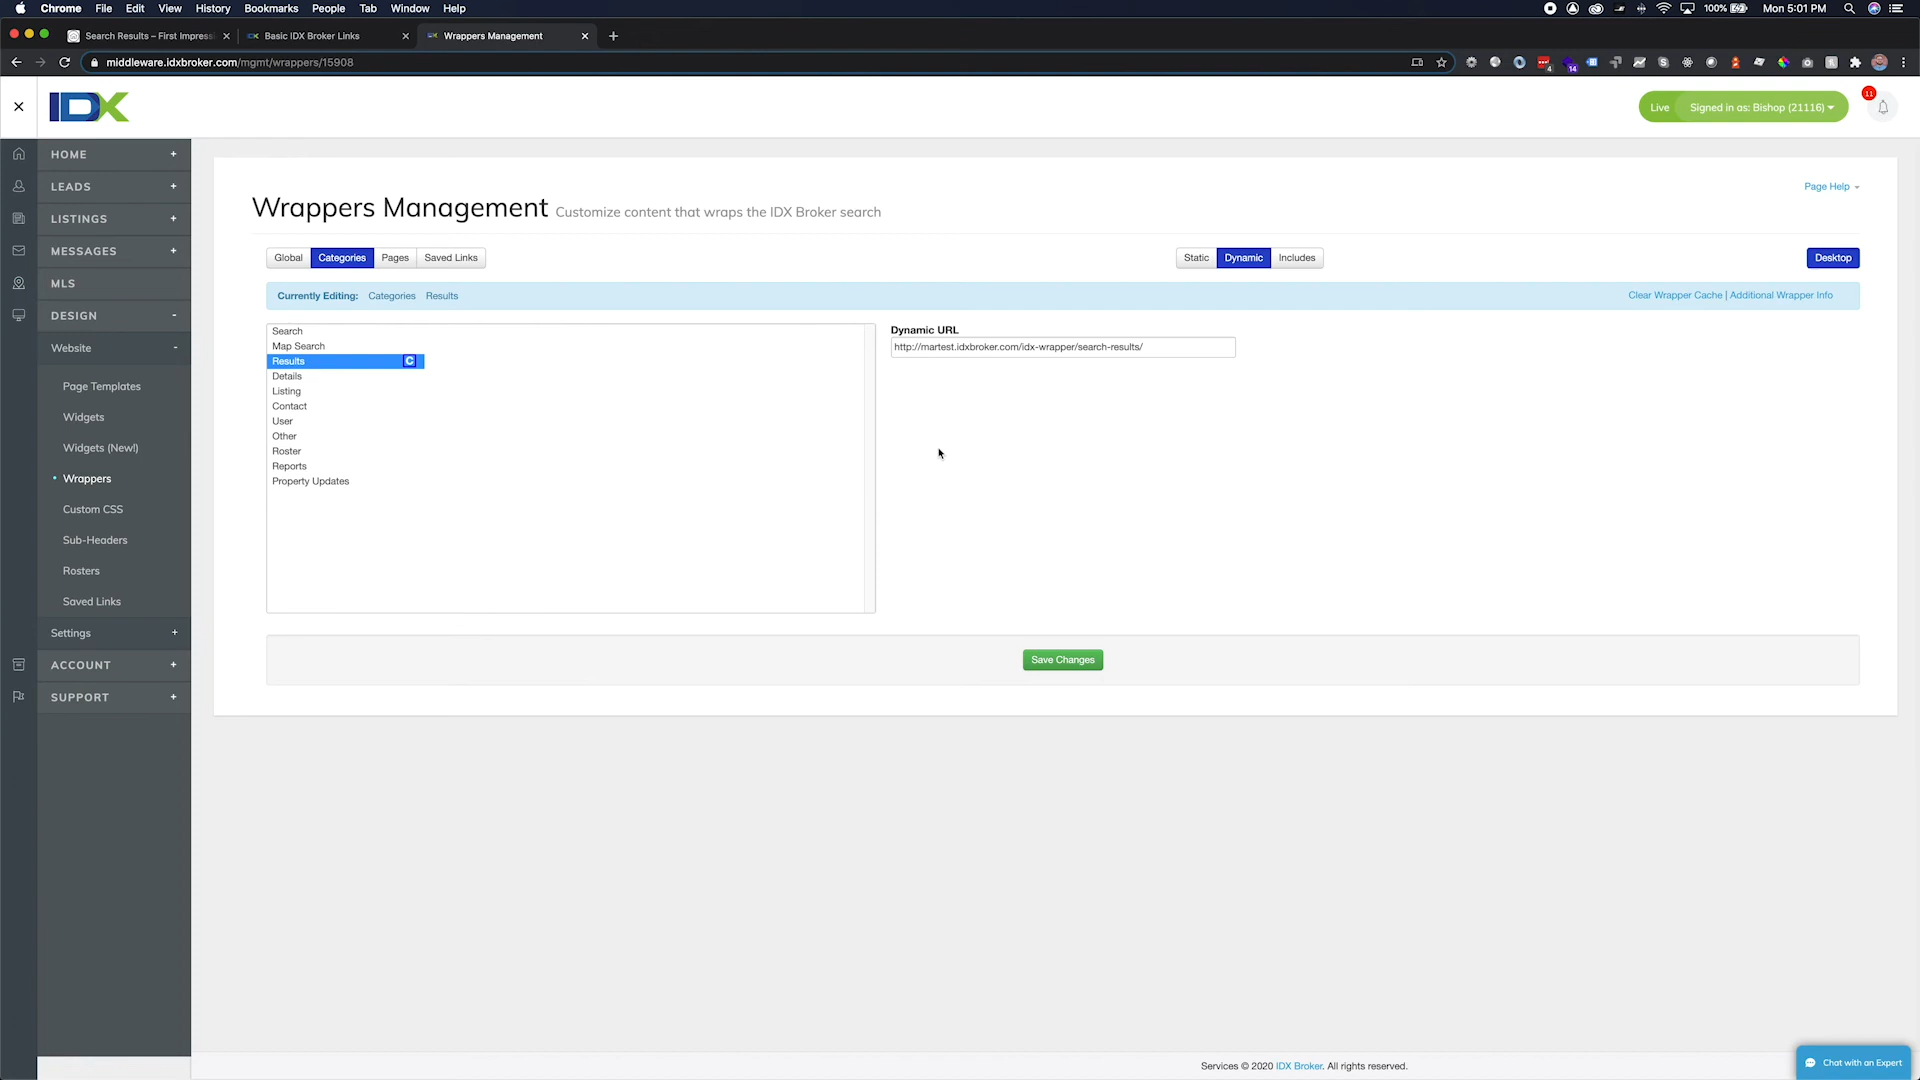 Chrome File Edit View History Bookmarks People Tab Window Help
100% Mon 5:01 PM
Search Results – First Impress
Basic IDX Broker Links
Wrappers Management
middleware.idxbroker.com/mgmt/wrappers/15908
4
14
IDX
Live Signed in as: Bishop (21116)
11
HOME +
LEADS +
LISTINGS +
MESSAGES +
MLS
DESIGN -
Website -
Page Templates
Widgets
Widgets (New!)
Wrappers
Custom CSS
Sub-Headers
Rosters
Saved Links
Settings +
ACCOUNT +
SUPPORT +
Page Help
Wrappers Management Customize content that wraps the IDX Broker search
Global Categories Pages Saved Links
Static Dynamic Includes
Desktop
Currently Editing: Categories Results
Clear Wrapper Cache | Additional Wrapper Info
Search
Map Search
Results C
Details
Listing
Contact
User
Other
Roster
Reports
Property Updates
Dynamic URL
http://martest.idxbroker.com/idx-wrapper/search-results/
Save Changes
Services © 2020 IDX Broker. All rights reserved.
Chat with an Expert